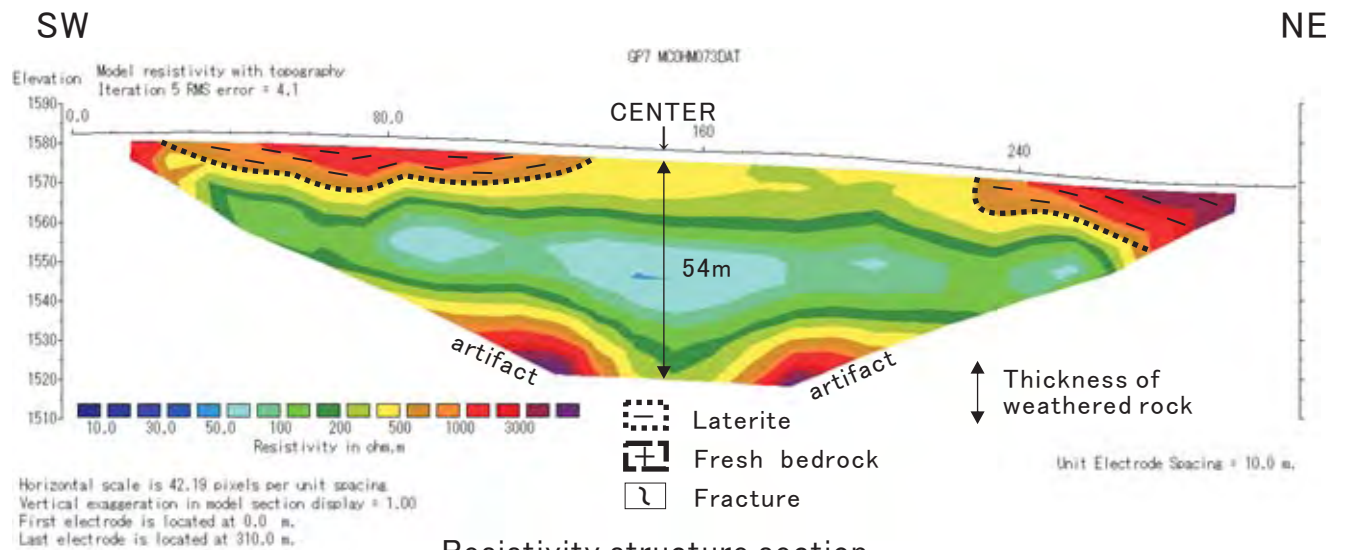 SW
NE
GP7 MCOHM073DAT
Elevation
Model resistivity with topography
Iteration 5 RMS error = 4.1
CENTER
0.0
80.0
160
240
1590
1580
1570
1560
1550
1540
1530
1520
1510
54m
artifact
artifact
Thickness of
weathered rock
10.0 30.0 50.0 100 200 500 1000 3000
Resistivity in ohm.m
Laterite
Fresh bedrock
Fracture
Unit Electrode Spacing = 10.0 m.
Horizontal scale is 42.19 pixels per unit spacing
Vertical exaggeration in model section display = 1.00
First electrode is located at 0.0 m.
Last electrode is located at 310.0 m.
Resistivity structure section